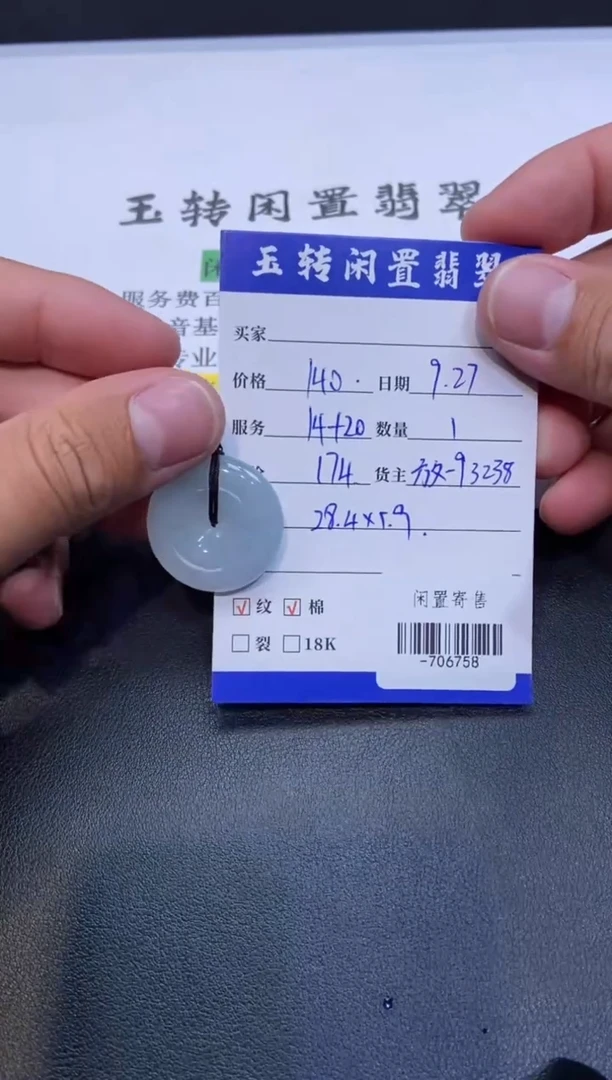 玉转闲置翡翠
服务费百
音基
专业
玉转闲置翡翠
买家
价格 140. 日期 9.27
服务 14+20 数量 1
174 货主 -93238
28.4×5.9.
√ 纹 √ 棉
闲置寄售
裂 18K
-706758